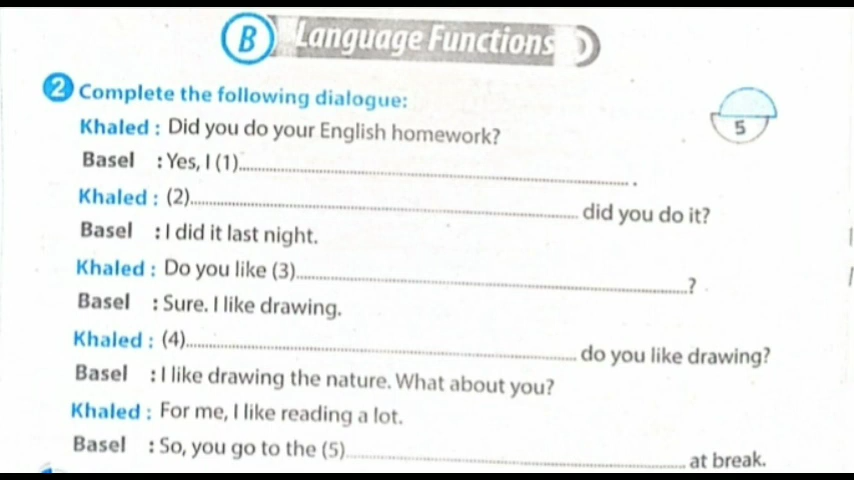 B Language Functions
2 Complete the following dialogue:
5
Khaled : Did you do your English homework?
Basel : Yes, I (1)........................................ .
Khaled : (2)........................................ did you do it?
Basel : I did it last night.
Khaled : Do you like (3)........................................?
Basel : Sure. I like drawing.
Khaled : (4)........................................ do you like drawing?
Basel : I like drawing the nature. What about you?
Khaled : For me, I like reading a lot.
Basel : So, you go to the (5)........................................ at break.